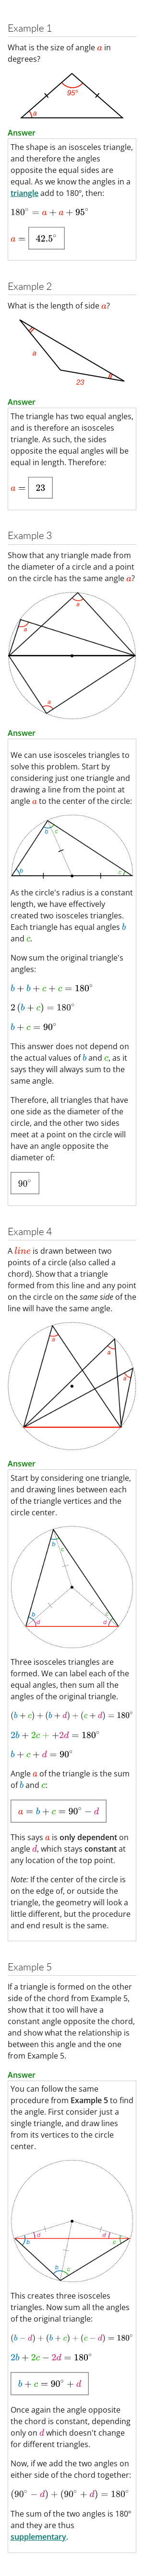 Example 1
What is the size of angle a in
degrees?
95°
a
Answer
The shape is an isosceles triangle,
and therefore the angles
opposite the equal sides are
equal. As we know the angles in a
triangle add to 180°, then:
180° = a + a + 95°
a = 42.5°
Example 2
What is the length of side a?
a
23
Answer
The triangle has two equal angles,
and is therefore an isosceles
triangle. As such, the sides
opposite the equal angles will be
equal in length. Therefore:
a = 23
Example 3
Show that any triangle made from
the diameter of a circle and a point
on the circle has the same angle a?
a
a
a
Answer
We can use isosceles triangles to
solve this problem. Start by
considering just one triangle and
drawing a line from the point at
angle a to the center of the circle:
b c
b c
As the circle's radius is a constant
length, we have effectively
created two isosceles triangles.
Each triangle has equal angles b
and c.
Now sum the original triangle's
angles:
b + b + c + c = 180°
2 (b + c) = 180°
b + c = 90°
This answer does not depend on
the actual values of b and c, as it
says they will always sum to the
same angle.
Therefore, all triangles that have
one side as the diameter of the
circle, and the other two sides
meet at a point on the circle will
have an angle opposite the
diameter of:
90°
Example 4
A line is drawn between two
points of a circle (also called a
chord). Show that a triangle
formed from this line and any point
on the circle on the same side of the
line will have the same angle.
a
a
a
Answer
Start by considering one triangle,
and drawing lines between each
of the triangle vertices and the
circle center.
b c
b c
d d
Three isosceles triangles are
formed. We can label each of the
equal angles, then sum all the
angles of the original triangle.
(b + c) + (b + d) + (c + d) = 180°
2b + 2c + +2d = 180°
b + c + d = 90°
Angle a of the triangle is the sum
of b and c:
a = b + c = 90° − d
This says a is only dependent on
angle d, which stays constant at
any location of the top point.
Note: If the center of the circle is
on the edge of, or outside the
triangle, the geometry will look a
little different, but the procedure
and end result is the same.
Example 5
If a triangle is formed on the other
side of the chord from Example 5,
show that it too will have a
constant angle opposite the chord,
and show what the relationship is
between this angle and the one
from Example 5.
Answer
You can follow the same
procedure from Example 5 to find
the angle. First consider just a
single triangle, and draw lines
from its vertices to the circle
center.
d d
b c
b c
This creates three isosceles
triangles. Now sum all the angles
of the original triangle:
(b − d) + (b + c) + (c − d) = 180°
2b + 2c − 2d = 180°
b + c = 90° + d
Once again the angle opposite
the chord is constant, depending
only on d which doesn't change
for different triangles.
Now, if we add the two angles on
either side of the chord together:
(90° − d) + (90° + d) = 180°
The sum of the two angles is 180°
and they are thus
supplementary.